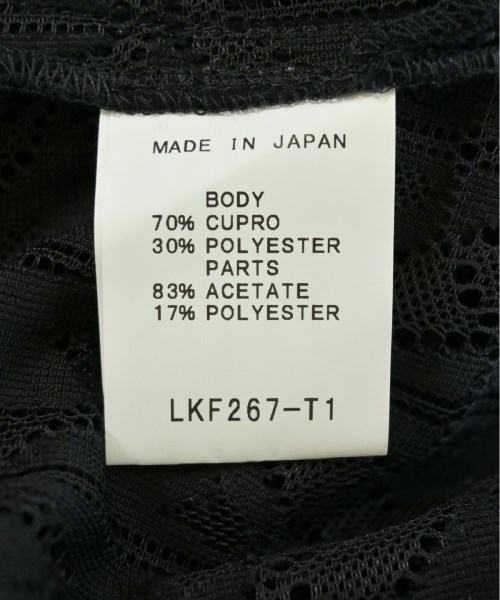 MADE IN JAPAN
BODY
70% CUPRO
30% POLYESTER
PARTS
83% ACETATE
17% POLYESTER
LKF267-T1